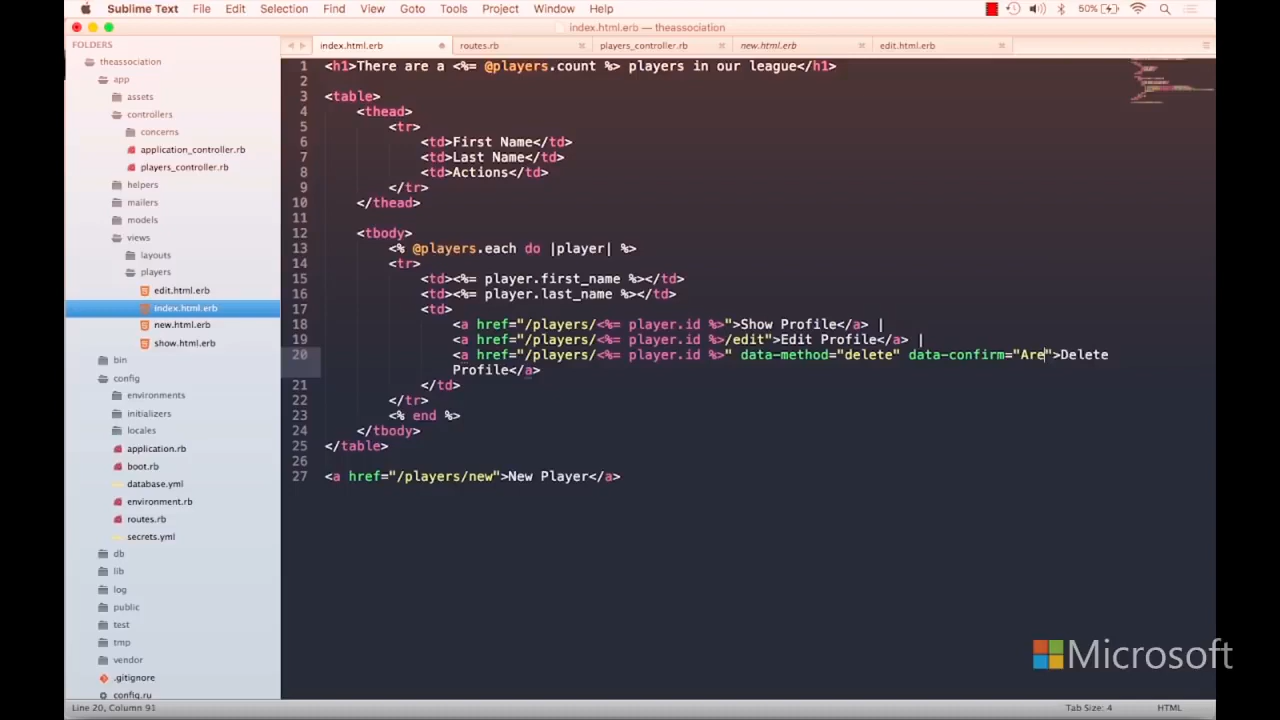 Sublime Text File Edit Selection Find View Goto Tools Project Window Help 50%
index.html.erb — theassociation
FOLDERS
theassociation
app
assets
controllers
concerns
application_controller.rb
players_controller.rb
helpers
mailers
models
views
layouts
players
edit.html.erb
index.html.erb
new.html.erb
show.html.erb
bin
config
environments
initializers
locales
application.rb
boot.rb
database.yml
environment.rb
routes.rb
secrets.yml
db
lib
log
public
test
tmp
vendor
.gitignore
config.ru
index.html.erb routes.rb players_controller.rb new.html.erb edit.html.erb
1 <h1>There are a <%= @players.count %> players in our league</h1>
2
3 <table>
4 <thead>
5 <tr>
6 <td>First Name</td>
7 <td>Last Name</td>
8 <td>Actions</td>
9 </tr>
10 </thead>
11
12 <tbody>
13 <% @players.each do |player| %>
14 <tr>
15 <td><%= player.first_name %></td>
16 <td><%= player.last_name %></td>
17 <td>
18 <a href="/players/<%= player.id %>">Show Profile</a> |
19 <a href="/players/<%= player.id %>/edit">Edit Profile</a> |
20 <a href="/players/<%= player.id %>" data-method="delete" data-confirm="Are">Delete
Profile</a>
21 </td>
22 </tr>
23 <% end %>
24 </tbody>
25 </table>
26
27 <a href="/players/new">New Player</a>
Microsoft
Line 20, Column 91 Tab Size: 4 HTML